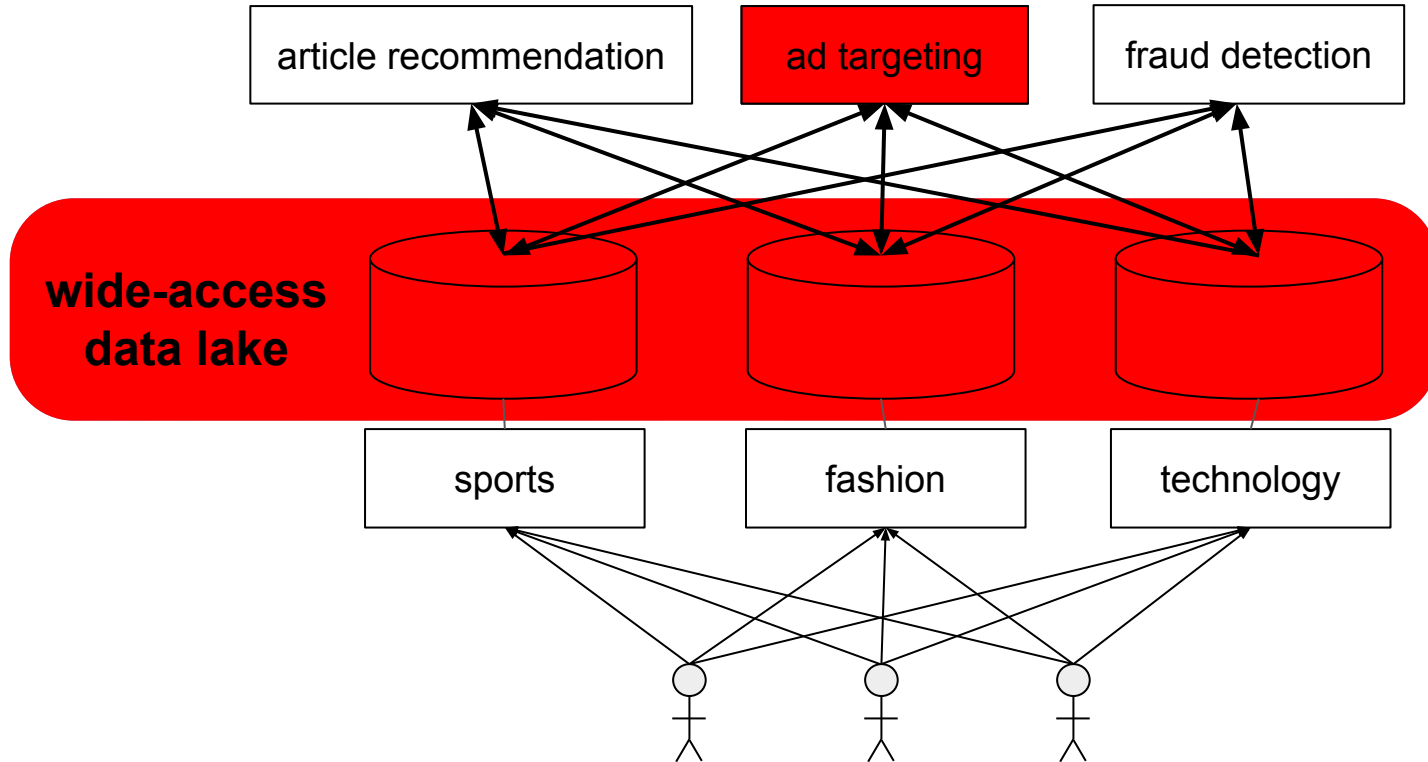 article recommendation
ad targeting
fraud detection
wide-access
data lake
sports
fashion
technology